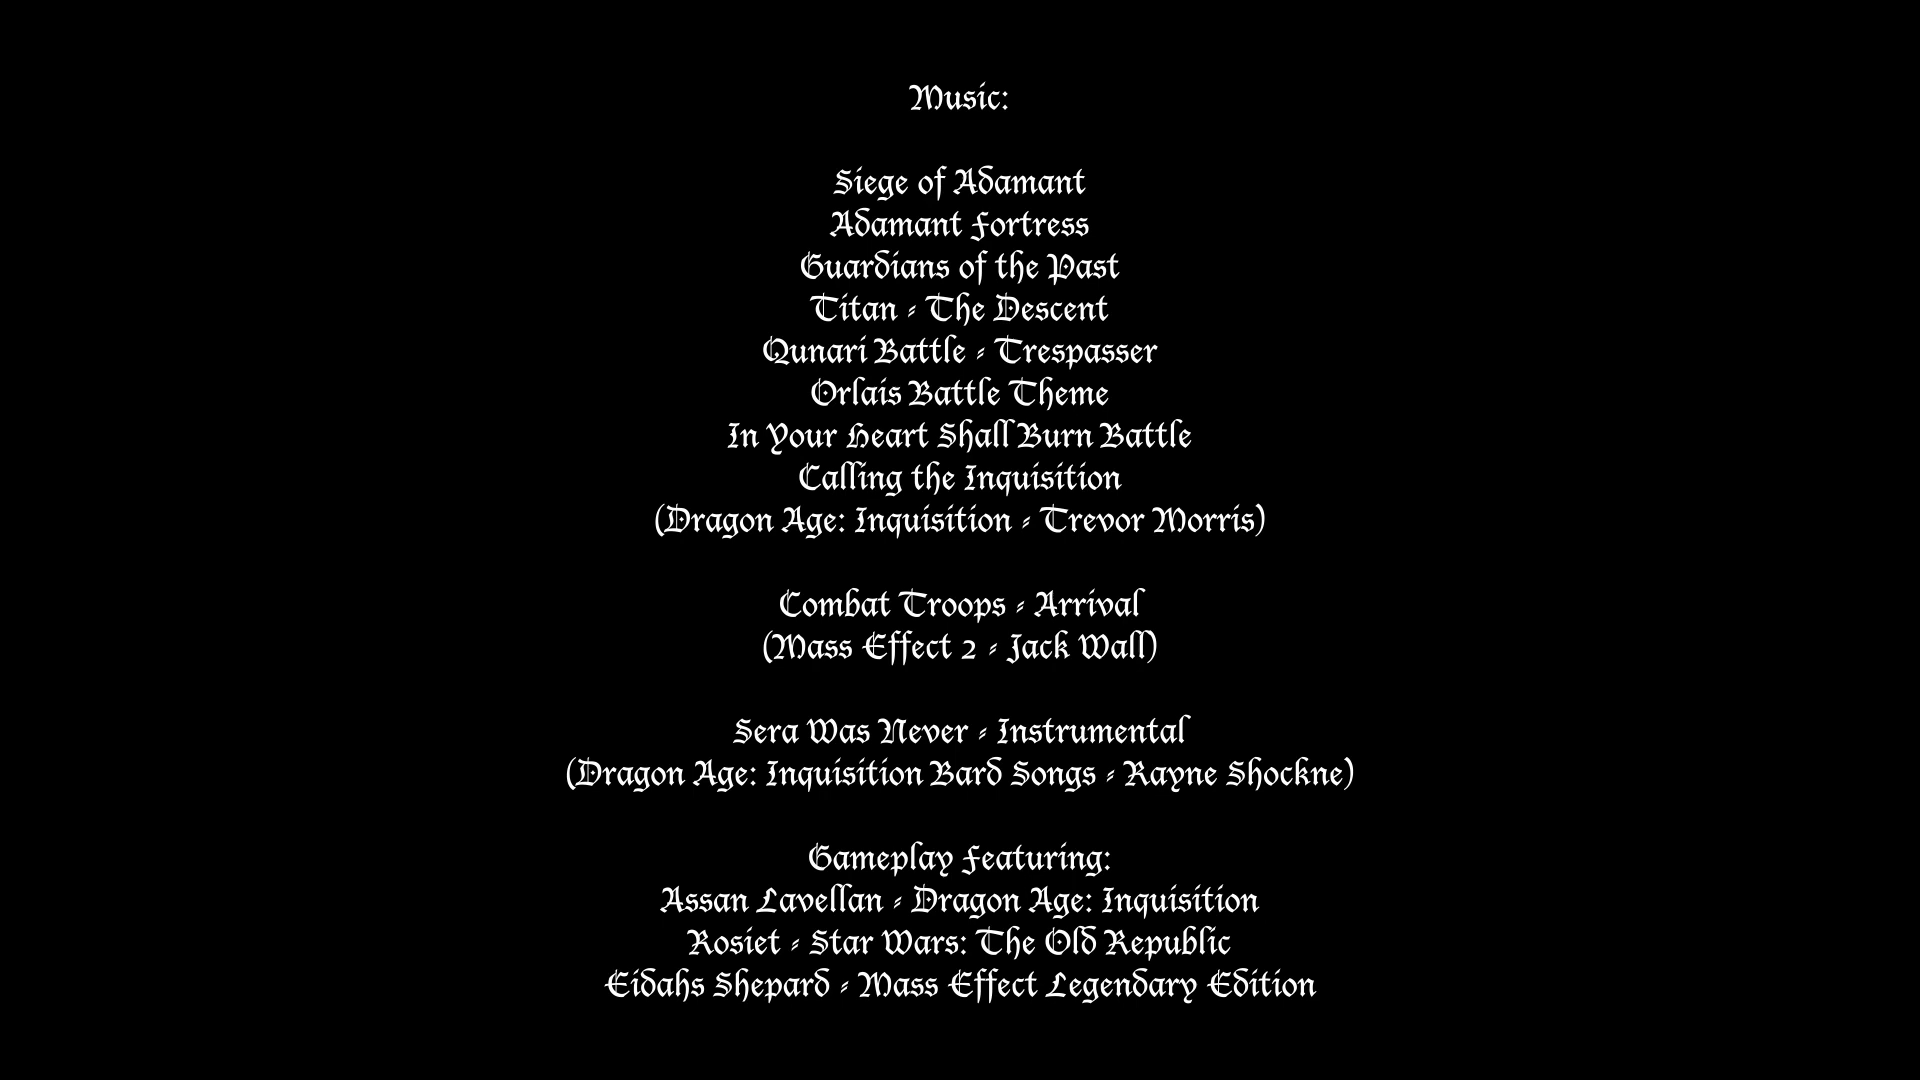 Music:
Siege of Adamant
Adamant Fortress
Guardians of the Past
Titan - The Descent
Qunari Battle - Trespasser
Orlais Battle Theme
In Your Heart Shall Burn Battle
Calling the Inquisition
(Dragon Age: Inquisition - Trevor Morris)
Combat Troops - Arrival
(Mass Effect 2 - Jack Wall)
Sera Was Never - Instrumental
(Dragon Age: Inquisition Bard Songs - Rayne Shockne)
Gameplay Featuring:
Assan Lavellan - Dragon Age: Inquisition
Rosiet - Star Wars: The Old Republic
Eidahs Shepard - Mass Effect Legendary Edition